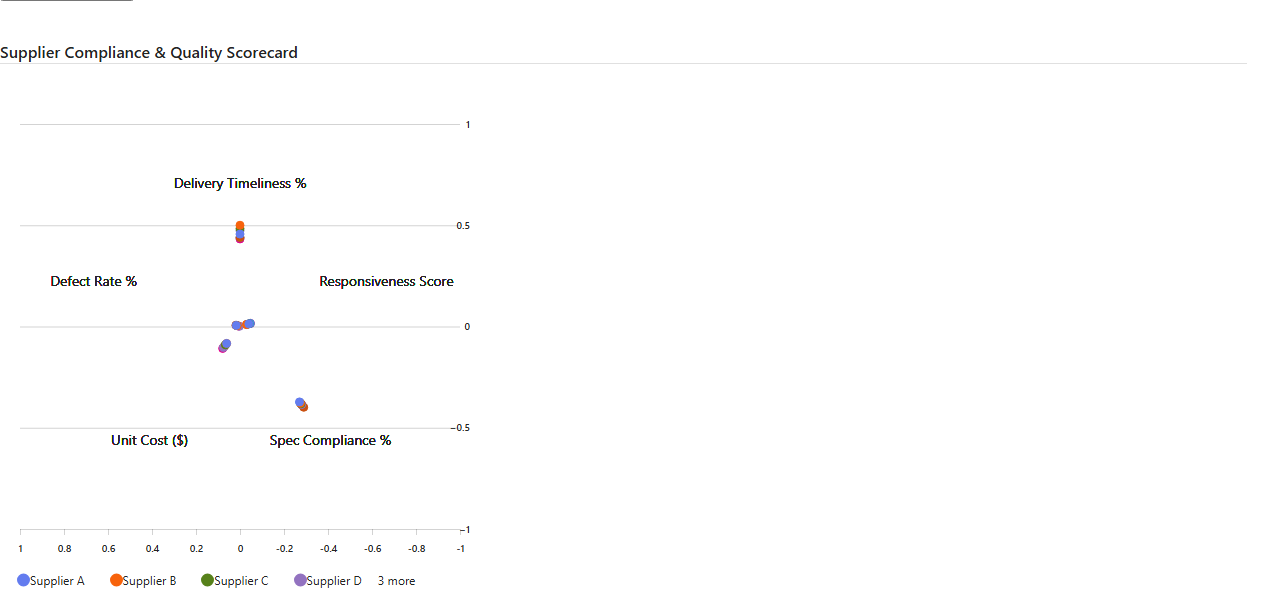 Supplier Compliance & Quality Scorecard
1
Delivery Timeliness %
0.5
Defect Rate %
Responsiveness Score
0
-0.5
Unit Cost ($)
Spec Compliance %
-1
1 0.8 0.6 0.4 0.2 0 -0.2 -0.4 -0.6 -0.8 -1
Supplier A Supplier B Supplier C Supplier D 3 more